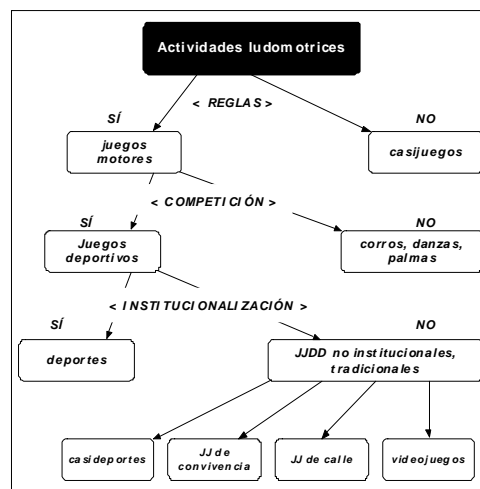 Actividades ludomotrices
< REGLAS >
SÍ
NO
juegos
motores
casijuegos
< COMPETICIÓN >
SÍ
NO
Juegos
deportivos
corros, danzas,
palmas
< INSTITUCIONALIZACIÓN >
SÍ
NO
deportes
JJDD no institucionales,
tradicionales
casideportes
JJ de
convivencia
JJ de calle
videojuegos